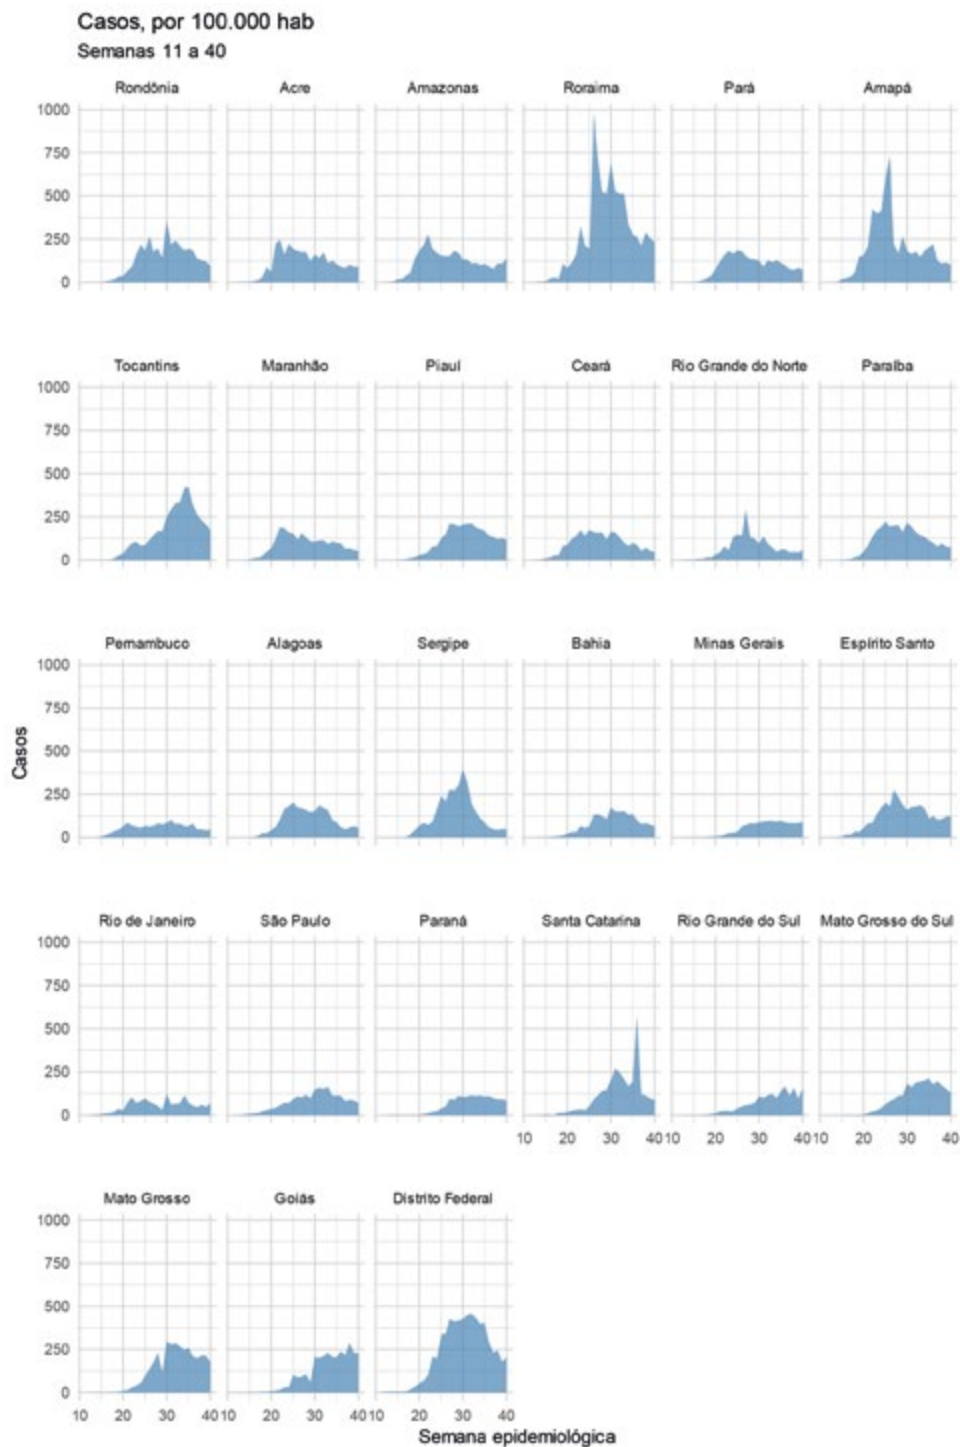 Casos, por 100.000 hab
Semanas 11 a 40
Rondônia Acre Amazonas Roraima Pará Amapá
1000
750
500
250
0
Tocantins Maranhão Piauí Ceará Rio Grande do Norte Paraíba
1000
750
500
250
0
Pernambuco Alagoas Sergipe Bahia Minas Gerais Espírito Santo
1000
750
500
250
0
Casos
Rio de Janeiro São Paulo Paraná Santa Catarina Rio Grande do Sul Mato Grosso do Sul
1000
750
500
250
0
10 20 30 40 10 20 30 40 10 20 30 40
Mato Grosso Goiás Distrito Federal
1000
750
500
250
0
10 20 30 40 10 20 30 40 10 20 30 40
Semana epidemiológica